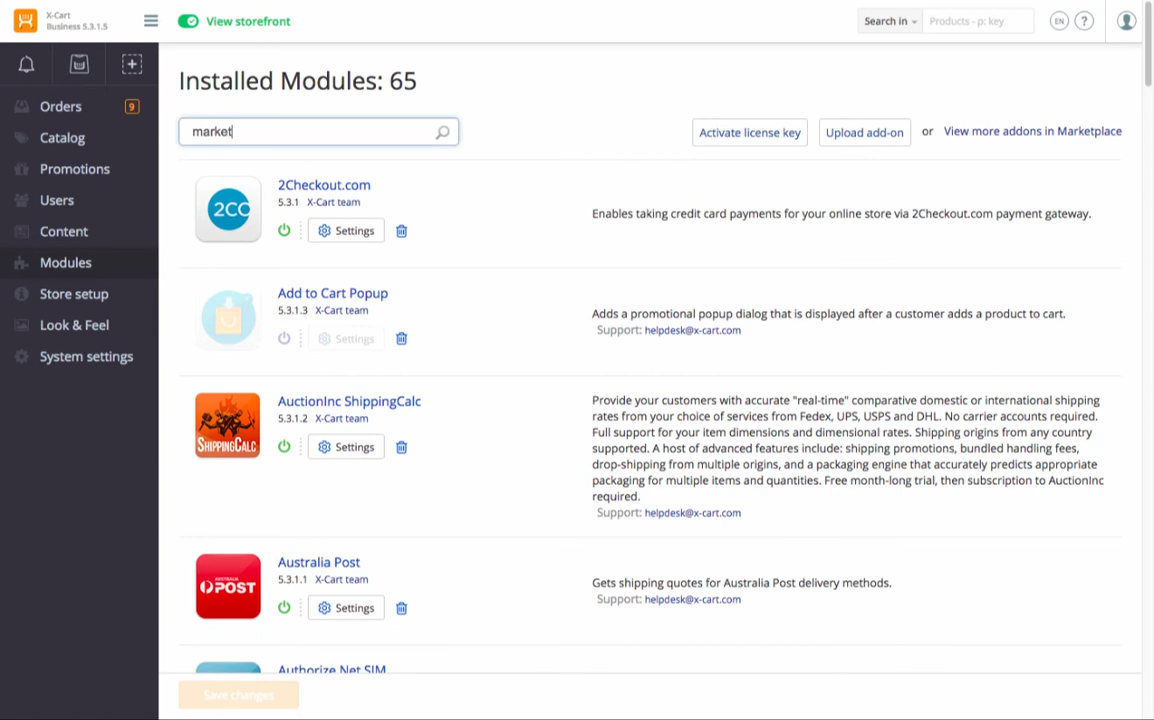 X-Cart
Business 5.3.1.5
View storefront
Search in
Products - p: key
EN
?
Orders
9
Catalog
Promotions
Users
Content
Modules
Store setup
Look & Feel
System settings
Installed Modules: 65
market
Activate license key
Upload add-on
or
View more addons in Marketplace
2CO
2Checkout.com
5.3.1 X-Cart team
Settings
Enables taking credit card payments for your online store via 2Checkout.com payment gateway.
Add to Cart Popup
5.3.1.3 X-Cart team
Settings
Adds a promotional popup dialog that is displayed after a customer adds a product to cart.
Support: helpdesk@x-cart.com
SHIPPINGCALC
AuctionInc ShippingCalc
5.3.1.2 X-Cart team
Settings
Provide your customers with accurate "real-time" comparative domestic or international shipping
rates from your choice of services from Fedex, UPS, USPS and DHL. No carrier accounts required.
Full support for your item dimensions and dimensional rates. Shipping origins from any country
supported. A host of advanced features include: shipping promotions, bundled handling fees,
drop-shipping from multiple origins, and a packaging engine that accurately predicts appropriate
packaging for multiple items and quantities. Free month-long trial, then subscription to AuctionInc
required.
Support: helpdesk@x-cart.com
AUSTRALIA
POST
Australia Post
5.3.1.1 X-Cart team
Settings
Gets shipping quotes for Australia Post delivery methods.
Support: helpdesk@x-cart.com
Authorize.Net SIM
Save changes